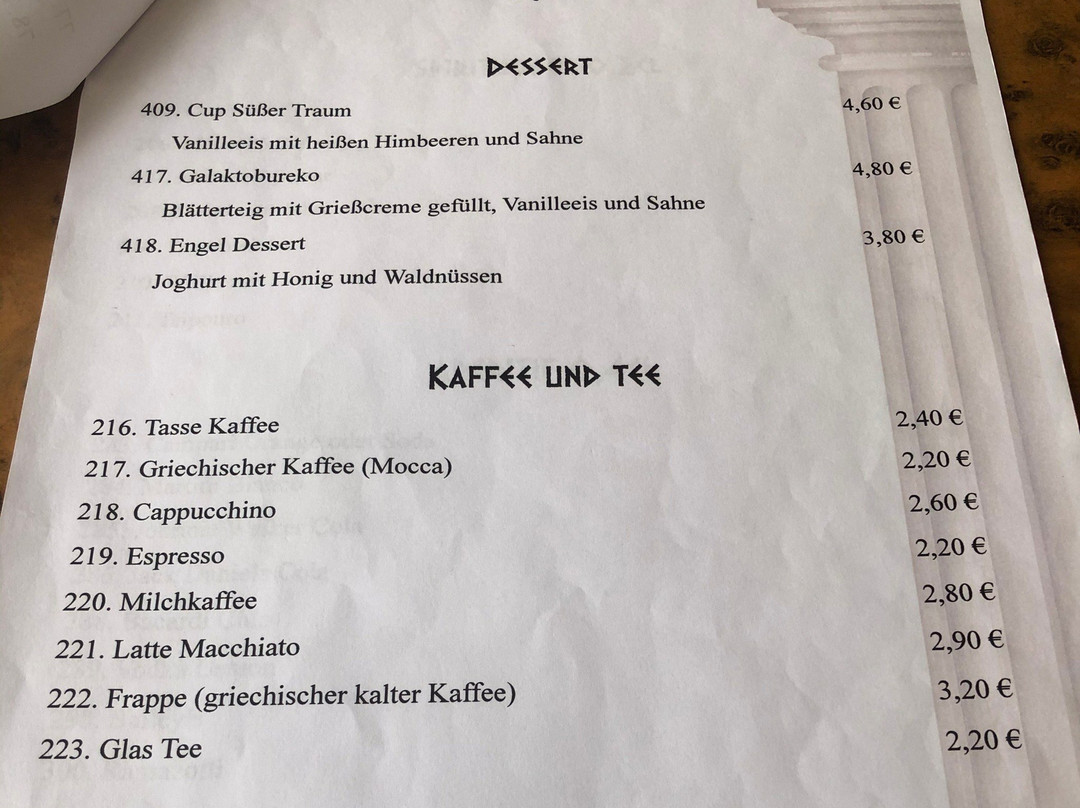 DESSERT
409. Cup Süßer Traum 4,60 €
Vanilleeis mit heißen Himbeeren und Sahne
417. Galaktobureko 4,80 €
Blätterteig mit Grießcreme gefüllt, Vanilleeis und Sahne
418. Engel Dessert 3,80 €
Joghurt mit Honig und Waldnüssen
KAFFEE UND TEE
216. Tasse Kaffee 2,40 €
217. Griechischer Kaffee (Mocca) 2,20 €
218. Cappucchino 2,60 €
219. Espresso 2,20 €
220. Milchkaffee 2,80 €
221. Latte Macchiato 2,90 €
222. Frappe (griechischer kalter Kaffee) 3,20 €
223. Glas Tee 2,20 €